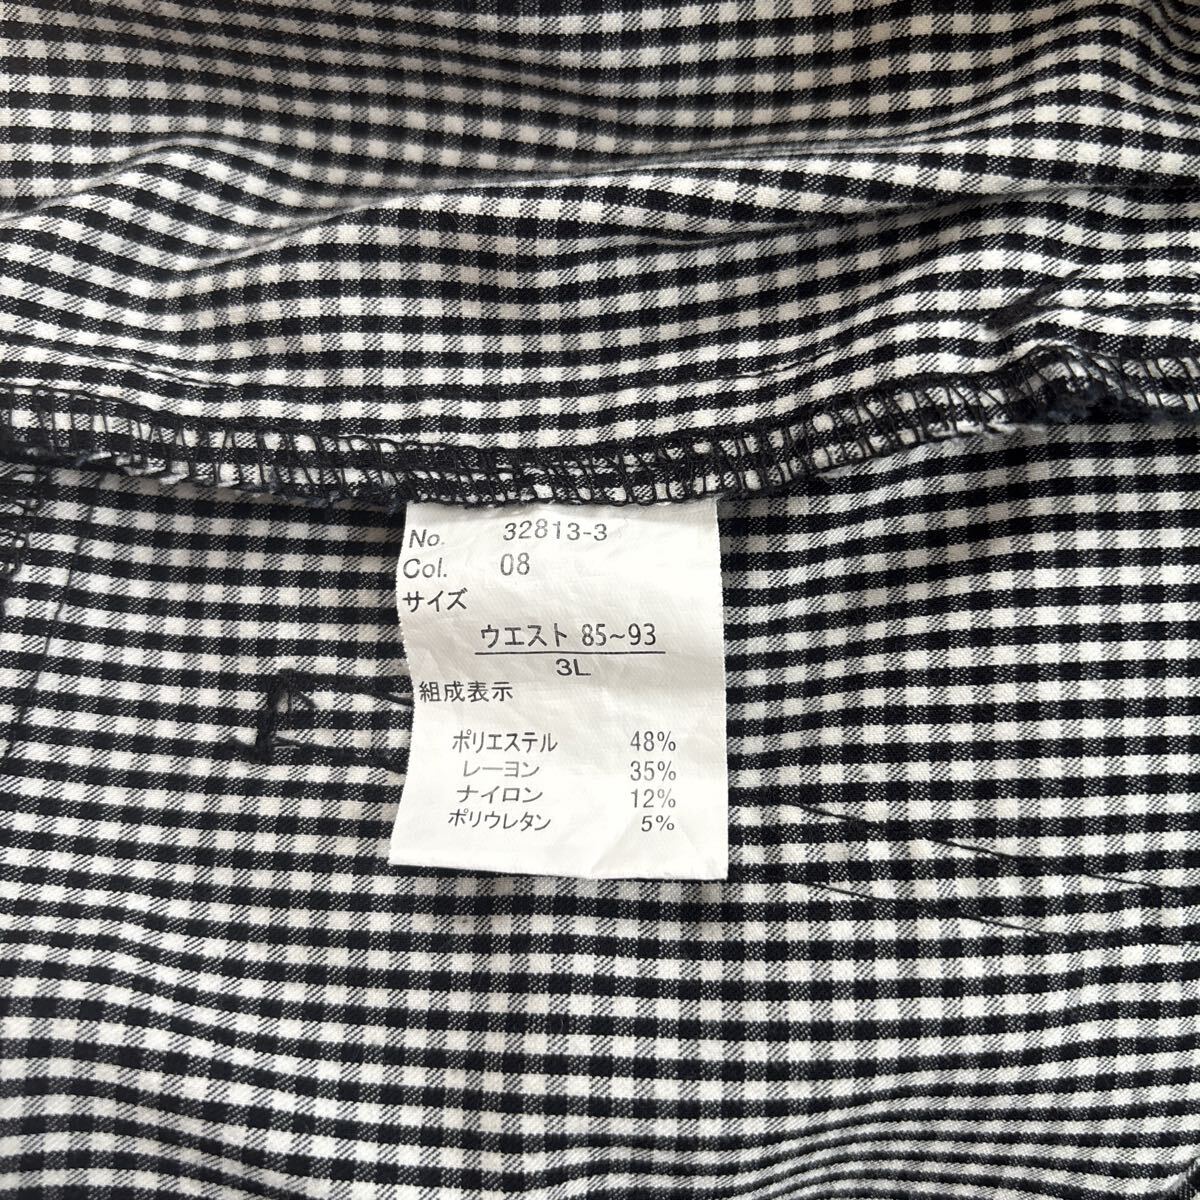 No. 32813-3
Col. 08
サイズ
ウエスト 85~93
3L
組成表示
ポリエステル 48%
レーヨン 35%
ナイロン 12%
ポリウレタン 5%